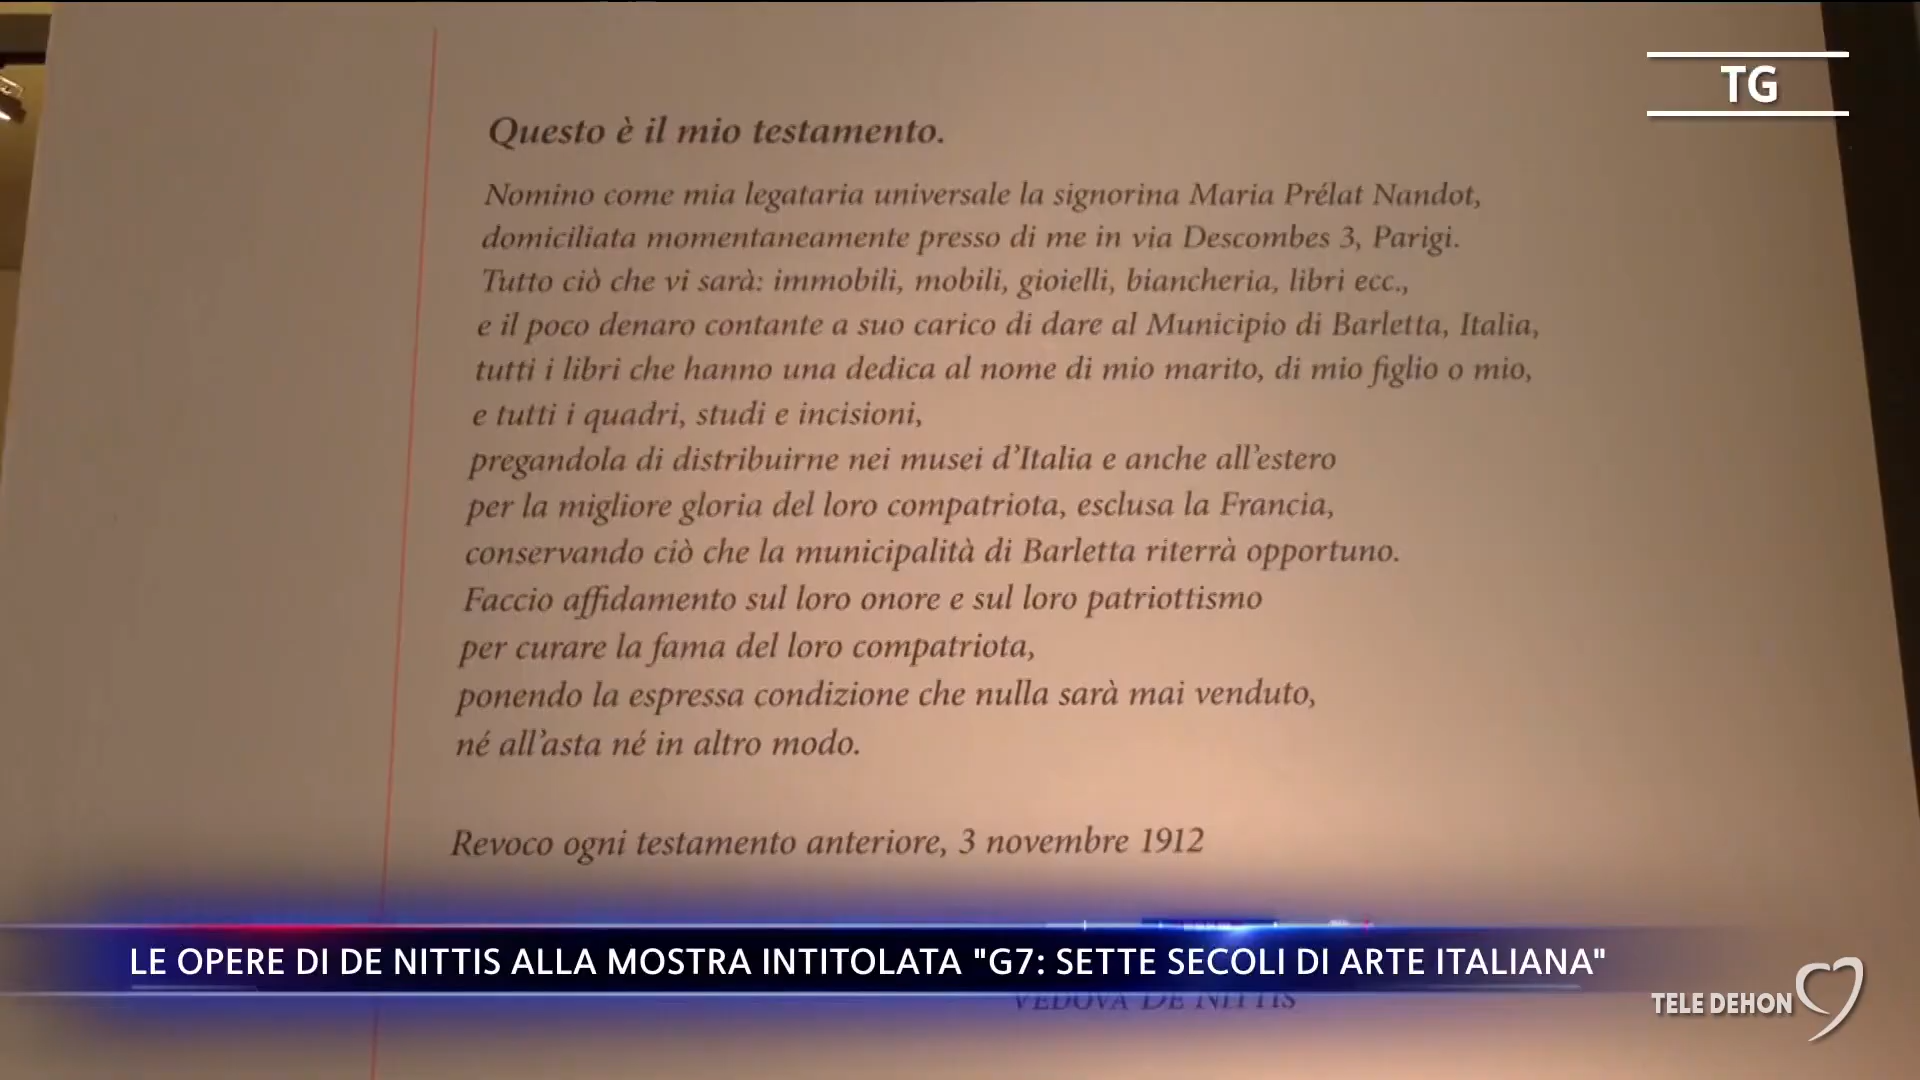 TG
Questo è il mio testamento.
Nomino come mia legataria universale la signorina Maria Prélat Nandot,
domiciliata momentaneamente presso di me in via Descombes 3, Parigi.
Tutto ciò che vi sarà: immobili, mobili, gioielli, biancheria, libri ecc.,
e il poco denaro contante a suo carico di dare al Municipio di Barletta, Italia,
tutti i libri che hanno una dedica al nome di mio marito, di mio figlio o mio,
e tutti i quadri, studi e incisioni,
pregandola di distribuirne nei musei d'Italia e anche all'estero
per la migliore gloria del loro compatriota, esclusa la Francia,
conservando ciò che la municipalità di Barletta riterrà opportuno.
Faccio affidamento sul loro onore e sul loro patriottismo
per curare la fama del loro compatriota,
ponendo la espressa condizione che nulla sarà mai venduto,
né all'asta né in altro modo.
Revoco ogni testamento anteriore, 3 novembre 1912
LE OPERE DI DE NITTIS ALLA MOSTRA INTITOLATA "G7: SETTE SECOLI DI ARTE ITALIANA"
VEDOVA DE NITTIS
TELE DEHON